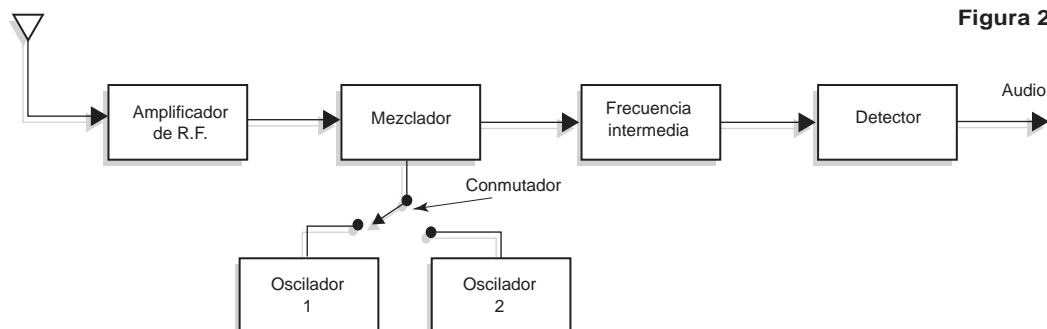 Figura 2
Amplificador
de R.F.
Mezclador
Frecuencia
intermedia
Detector
Audio
Conmutador
Oscilador
1
Oscilador
2